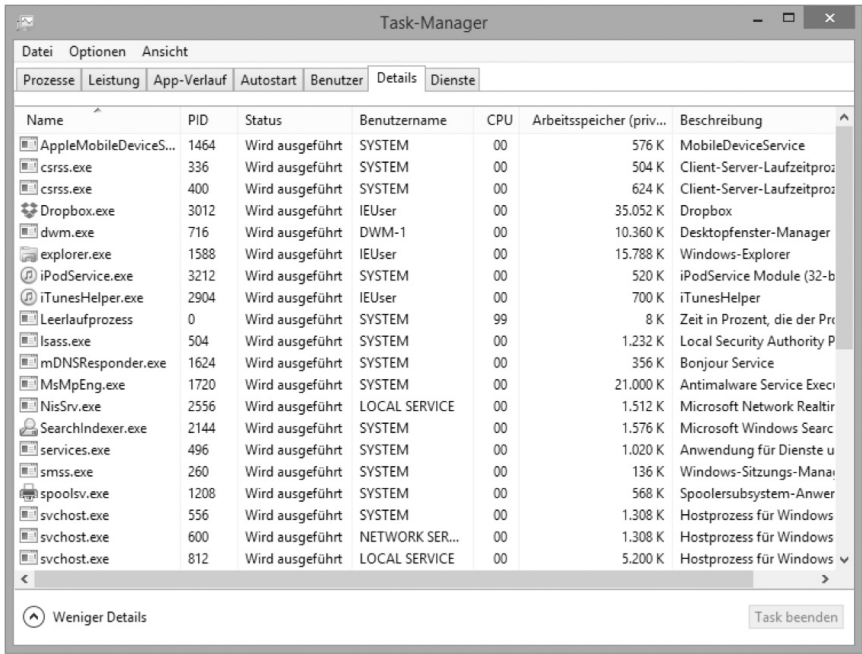 Task-Manager
Datei Optionen Ansicht
Prozesse Leistung App-Verlauf Autostart Benutzer Details Dienste
Name PID Status Benutzername CPU Arbeitsspeicher (priv... Beschreibung
AppleMobileDeviceS... 1464 Wird ausgeführt SYSTEM 00 576 K MobileDeviceService
csrss.exe 336 Wird ausgeführt SYSTEM 00 504 K Client-Server-Laufzeitproz
csrss.exe 400 Wird ausgeführt SYSTEM 00 624 K Client-Server-Laufzeitproz
Dropbox.exe 3012 Wird ausgeführt IEUser 00 35.052 K Dropbox
dwm.exe 716 Wird ausgeführt DWM-1 00 10.360 K Desktopfenster-Manager
explorer.exe 1588 Wird ausgeführt IEUser 00 15.788 K Windows-Explorer
iPodService.exe 3212 Wird ausgeführt SYSTEM 00 520 K iPodService Module (32-b
iTunesHelper.exe 2904 Wird ausgeführt IEUser 00 700 K iTunesHelper
Leerlaufprozess 0 Wird ausgeführt SYSTEM 99 8 K Zeit in Prozent, die der Pro
lsass.exe 504 Wird ausgeführt SYSTEM 00 1.232 K Local Security Authority P
mDNSResponder.exe 1624 Wird ausgeführt SYSTEM 00 356 K Bonjour Service
MsMpEng.exe 1720 Wird ausgeführt SYSTEM 00 21.000 K Antimalware Service Execu
NisSrv.exe 2556 Wird ausgeführt LOCAL SERVICE 00 1.512 K Microsoft Network Realtir
SearchIndexer.exe 2144 Wird ausgeführt SYSTEM 00 1.576 K Microsoft Windows Searc
services.exe 496 Wird ausgeführt SYSTEM 00 1.020 K Anwendung für Dienste u
smss.exe 260 Wird ausgeführt SYSTEM 00 136 K Windows-Sitzungs-Manag
spoolsv.exe 1208 Wird ausgeführt SYSTEM 00 568 K Spoolersubsystem-Anwer
svchost.exe 556 Wird ausgeführt SYSTEM 00 1.308 K Hostprozess für Windows
svchost.exe 600 Wird ausgeführt NETWORK SER... 00 1.308 K Hostprozess für Windows
svchost.exe 812 Wird ausgeführt LOCAL SERVICE 00 5.200 K Hostprozess für Windows
Weniger Details Task beenden